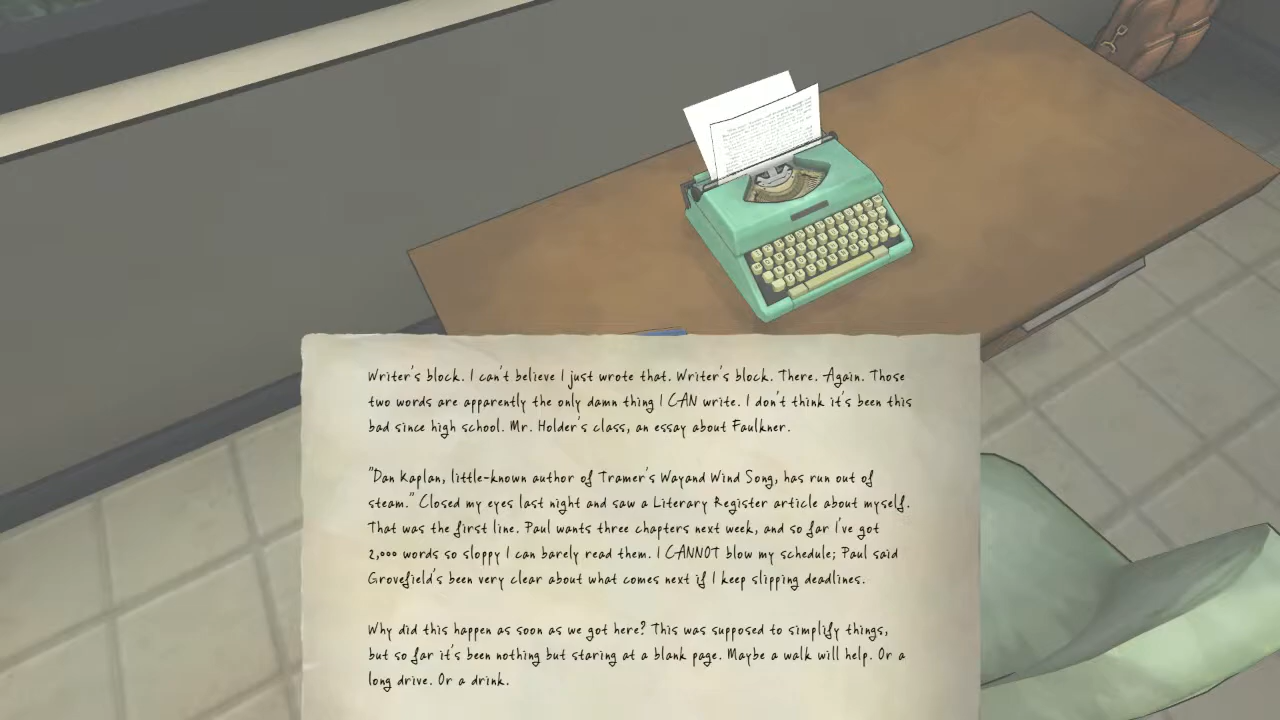 Writer's block. I can't believe I just wrote that. Writer's block. There. Again. Those
two words are apparently the only damn thing I CAN write. I don't think it's been this
bad since high school. Mr. Holder's class, an essay about Faulkner.
"Dan Kaplan, little-known author of Tramer's Wayand Wind Song, has run out of
steam." Closed my eyes last night and saw a Literary Register article about myself.
That was the first line. Paul wants three chapters next week, and so far I've got
2,000 words so sloppy I can barely read them. I CANNOT blow my schedule; Paul said
Grovefield's been very clear about what comes next if I keep slipping deadlines.
Why did this happen as soon as we got here? This was supposed to simplify things,
but so far it's been nothing but staring at a blank page. Maybe a walk will help. Or a
long drive. Or a drink.